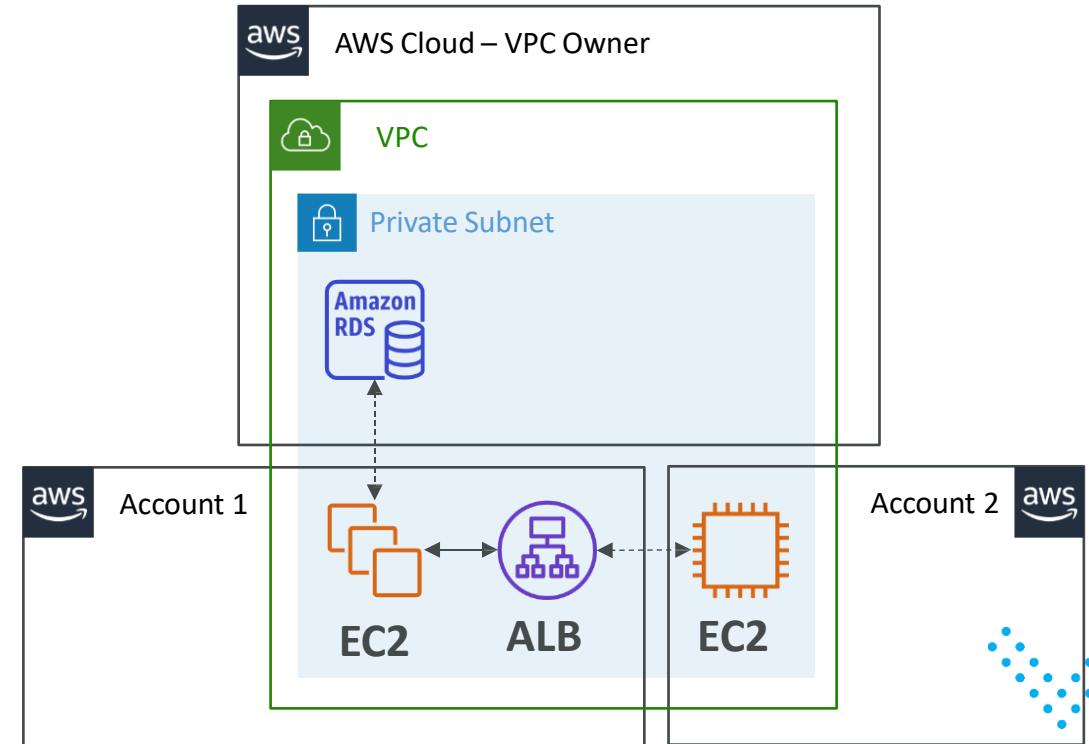 aws
AWS Cloud – VPC Owner
VPC
Private Subnet
Amazon
RDS
aws
Account 1
Account 2
aws
EC2
ALB
EC2